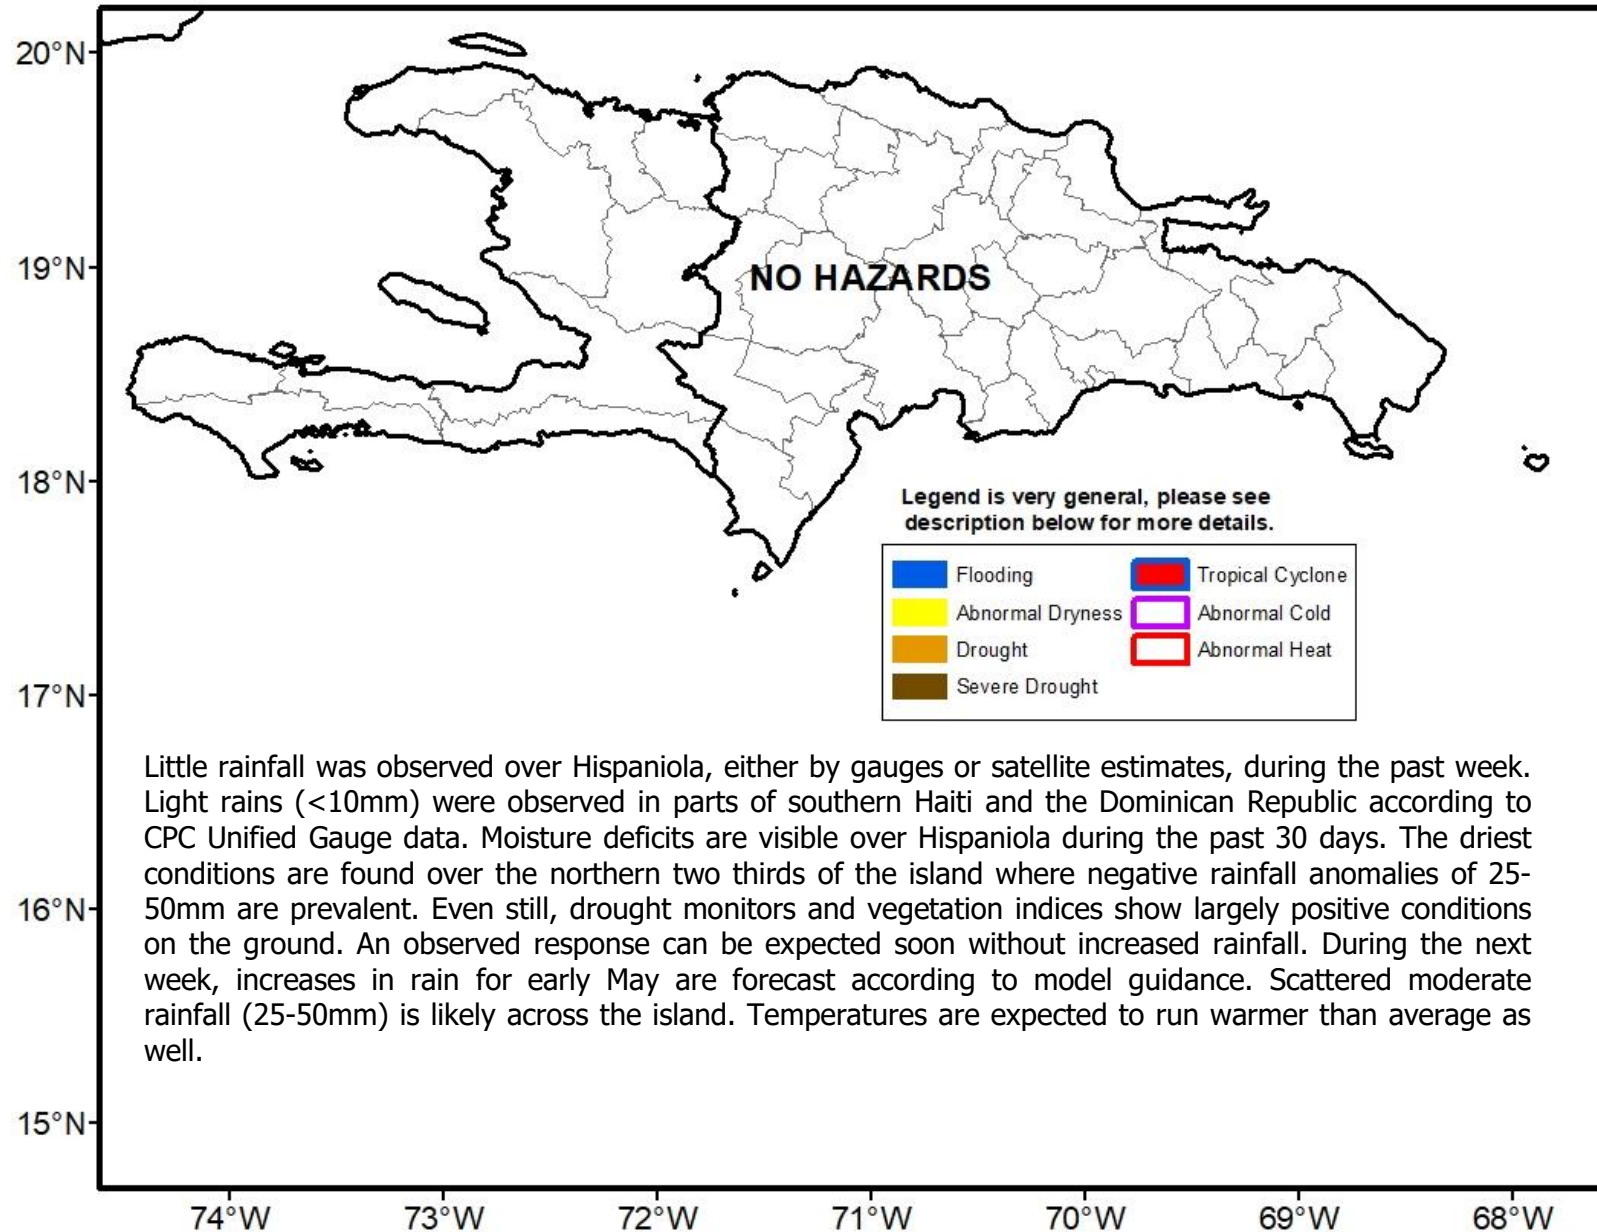 20°N
19°N
18°N
17°N
16°N
15°N
NO HAZARDS
Legend is very general, please see
description below for more details.
Flooding
Tropical Cyclone
Abnormal Dryness
Abnormal Cold
Drought
Abnormal Heat
Severe Drought
Little rainfall was observed over Hispaniola, either by gauges or satellite estimates, during the past week.
Light rains (<10mm) were observed in parts of southern Haiti and the Dominican Republic according to
CPC Unified Gauge data. Moisture deficits are visible over Hispaniola during the past 30 days. The driest
conditions are found over the northern two thirds of the island where negative rainfall anomalies of 25-
50mm are prevalent. Even still, drought monitors and vegetation indices show largely positive conditions
on the ground. An observed response can be expected soon without increased rainfall. During the next
week, increases in rain for early May are forecast according to model guidance. Scattered moderate
rainfall (25-50mm) is likely across the island. Temperatures are expected to run warmer than average as
well.
74°W 73°W 72°W 71°W 70°W 69°W 68°W